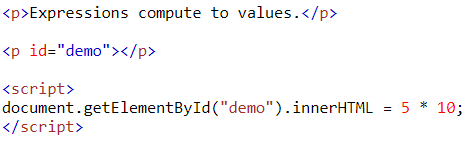 <p>Expressions compute to values.</p>
<p id="demo"></p>
<script>
document.getElementById("demo").innerHTML = 5 * 10;
</script>